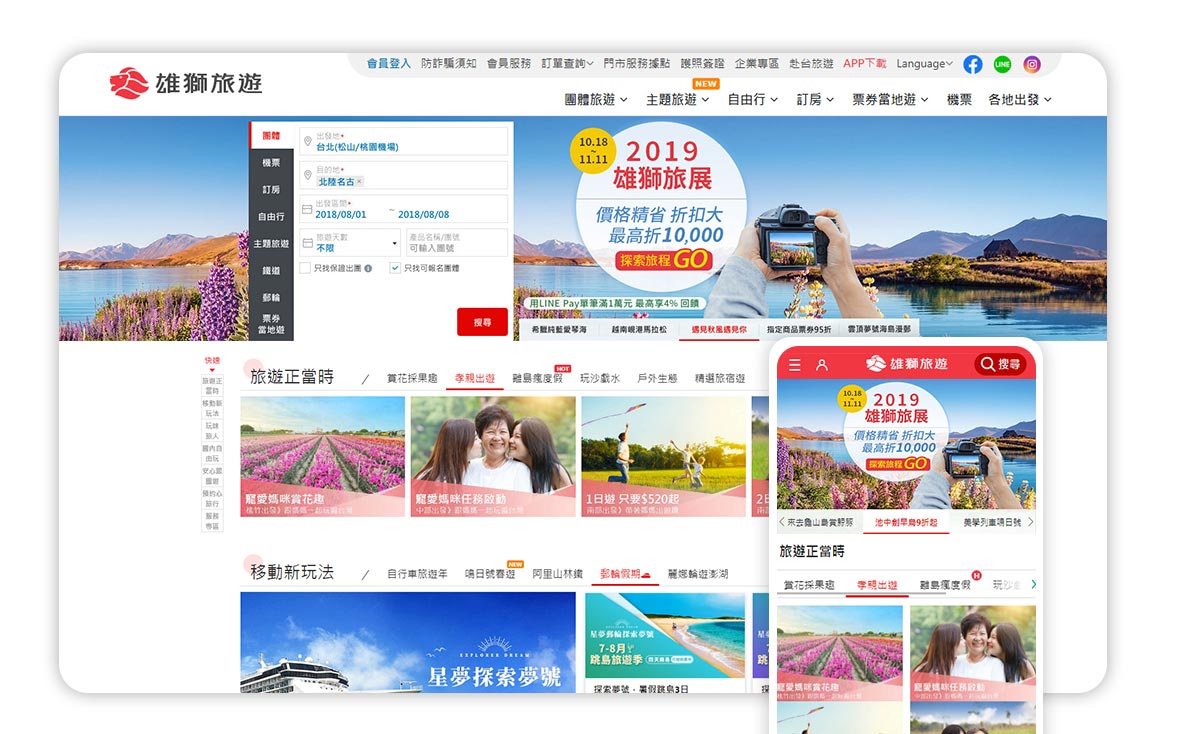 會員登入 防詐騙須知 會員服務 訂單查詢 門市服務據點 護照簽證 企業專區 赴台旅遊 APP下載 Language
LINE
雄獅旅遊
NEW
團體旅遊 主題旅遊 自由行 訂房 票券當地遊 機票 各地出發
團體
機票
訂房
自由行
主題旅遊
鐵道
郵輪
票券
當地遊
出發地*
台北(松山/桃園機場)
目的地*
北陸名古 ×
出發區間*
2018/08/01 ~ 2018/08/08
旅遊天數
不限
產品名稱/團號
可輸入團號
只找保證出團 只找可報名團體
搜尋
10.18
~
11.11
2019
雄獅旅展
價格精省 折扣大
最高折10,000
探索旅程GO
用LINE Pay單筆滿1萬元 最高享4% 回饋
希臘純藍愛琴海 越南峴港馬拉松 遇見秋風遇見你 指定商品票券95折 雲頂夢號海島漫郵
快速
旅遊正
當時
移動新
玩法
玩味
旅人
國內自
由玩
安心跟
團遊
預約心
旅行
服務
專區
旅遊正當時 / 賞花採果趣 孝親出遊 離島瘋度假 玩沙戲水 戶外生態 精選旅宿遊
HOT
寵愛媽咪賞花趣
寵愛媽咪任務啟動
1日遊 只要$520起
移動新玩法 / 自行車旅遊年 鳴日號春遊 阿里山林鐵 郵輪假期 麗娜輪遊澎湖
NEW
EXPLORER DREAM
星夢探索夢號
星夢郵輪探索夢號
7-8月
跳島旅遊季
探索夢號．暑假跳島3日
雄獅旅遊 搜尋
10.18
~
11.11
2019
雄獅旅展
價格精省 折扣大
最高折10,000
探索旅程GO
來去龜山島賞鯨豚 池中劍早鳥9折起 美學列車鳴日號
旅遊正當時
賞花採果趣 孝親出遊 離島瘋度假 玩沙
H
寵愛媽咪賞花趣
寵愛媽咪任務啟動